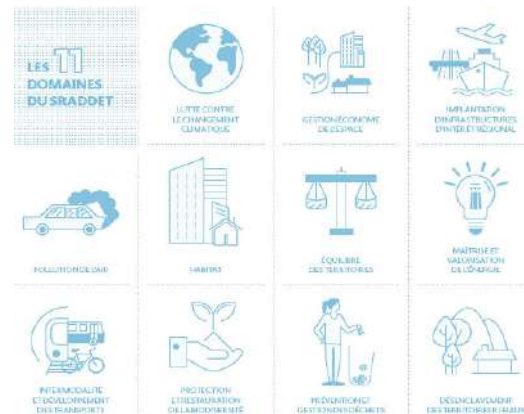 LES 11
DOMAINES
DU SRADDET
LUTTE CONTRE
LE CHANGEMENT
CLIMATIQUE
GESTION ÉCONOME
DE L'ESPACE
IMPLANTATION
D'INFRASTRUCTURES
D'INTÉRÊT RÉGIONAL
POLLUTION DE L'AIR
HABITAT
ÉQUILIBRE
DES TERRITOIRES
MAÎTRISE ET
VALORISATION
DE L'ÉNERGIE
INTERMODALITÉ
ET DÉVELOPPEMENT
DES TRANSPORTS
PROTECTION
ET RESTAURATION
DE LA BIODIVERSITÉ
PRÉVENTION ET
GESTION DES DÉCHETS
DÉSENCLAVEMENT
DES TERRITOIRES RURAUX